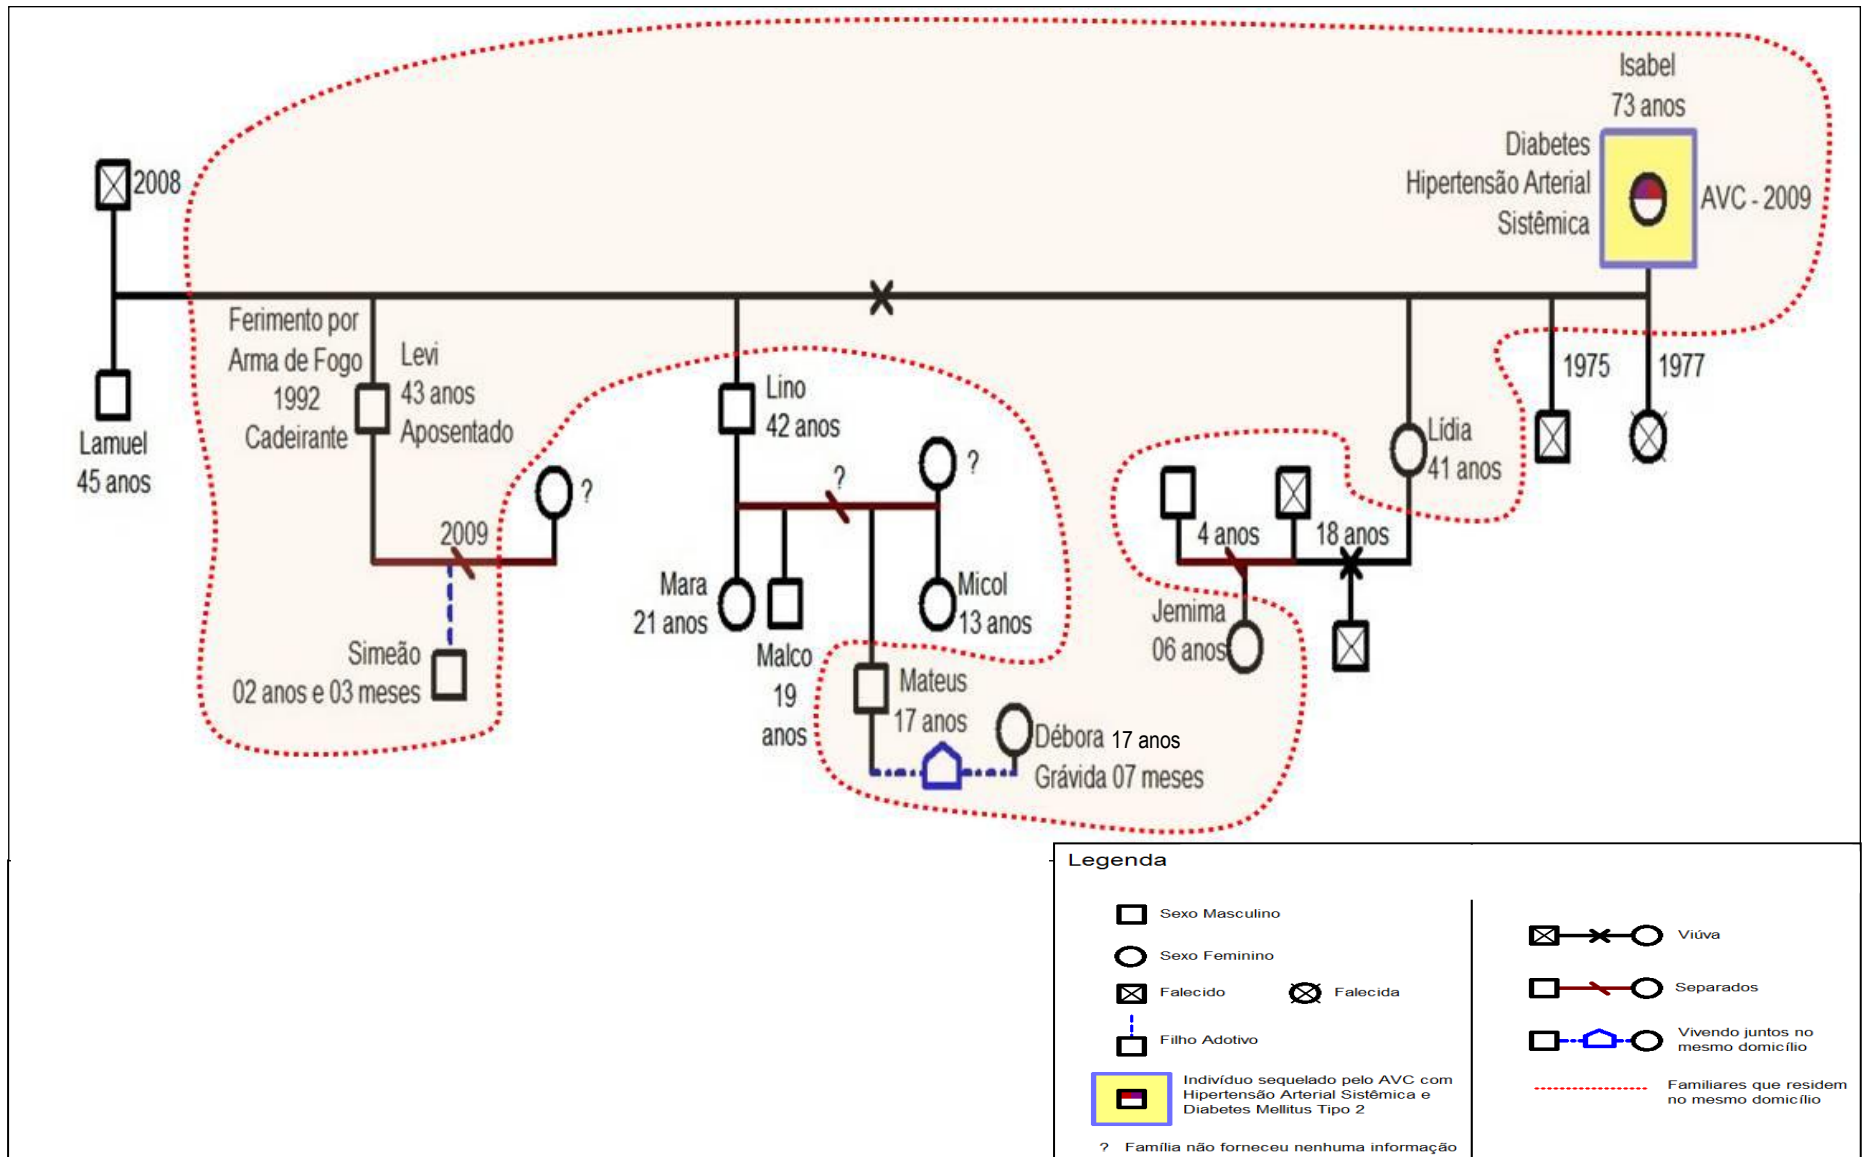 Isabel
73 anos
Diabetes
Hipertensão Arterial
Sistêmica
AVC - 2009
2008
Ferimento por
Arma de Fogo
1992
Cadeirante
Levi
43 anos
Aposentado
Lamuel
45 anos
Lino
42 anos
1975
1977
Lídia
41 anos
?
?
?
2009
4 anos
18 anos
Mara
21 anos
Malco
19
anos
Micol
13 anos
Jemima
06 anos
Simeão
02 anos e 03 meses
Mateus
17 anos
Débora 17 anos
Grávida 07 meses
Legenda
Sexo Masculino
Sexo Feminino
Falecido
Falecida
Filho Adotivo
Indivíduo sequelado pelo AVC com
Hipertensão Arterial Sistêmica e
Diabetes Mellitus Tipo 2
? Família não forneceu nenhuma informação
Viúva
Separados
Vivendo juntos no
mesmo domicílio
Familiares que residem
no mesmo domicílio